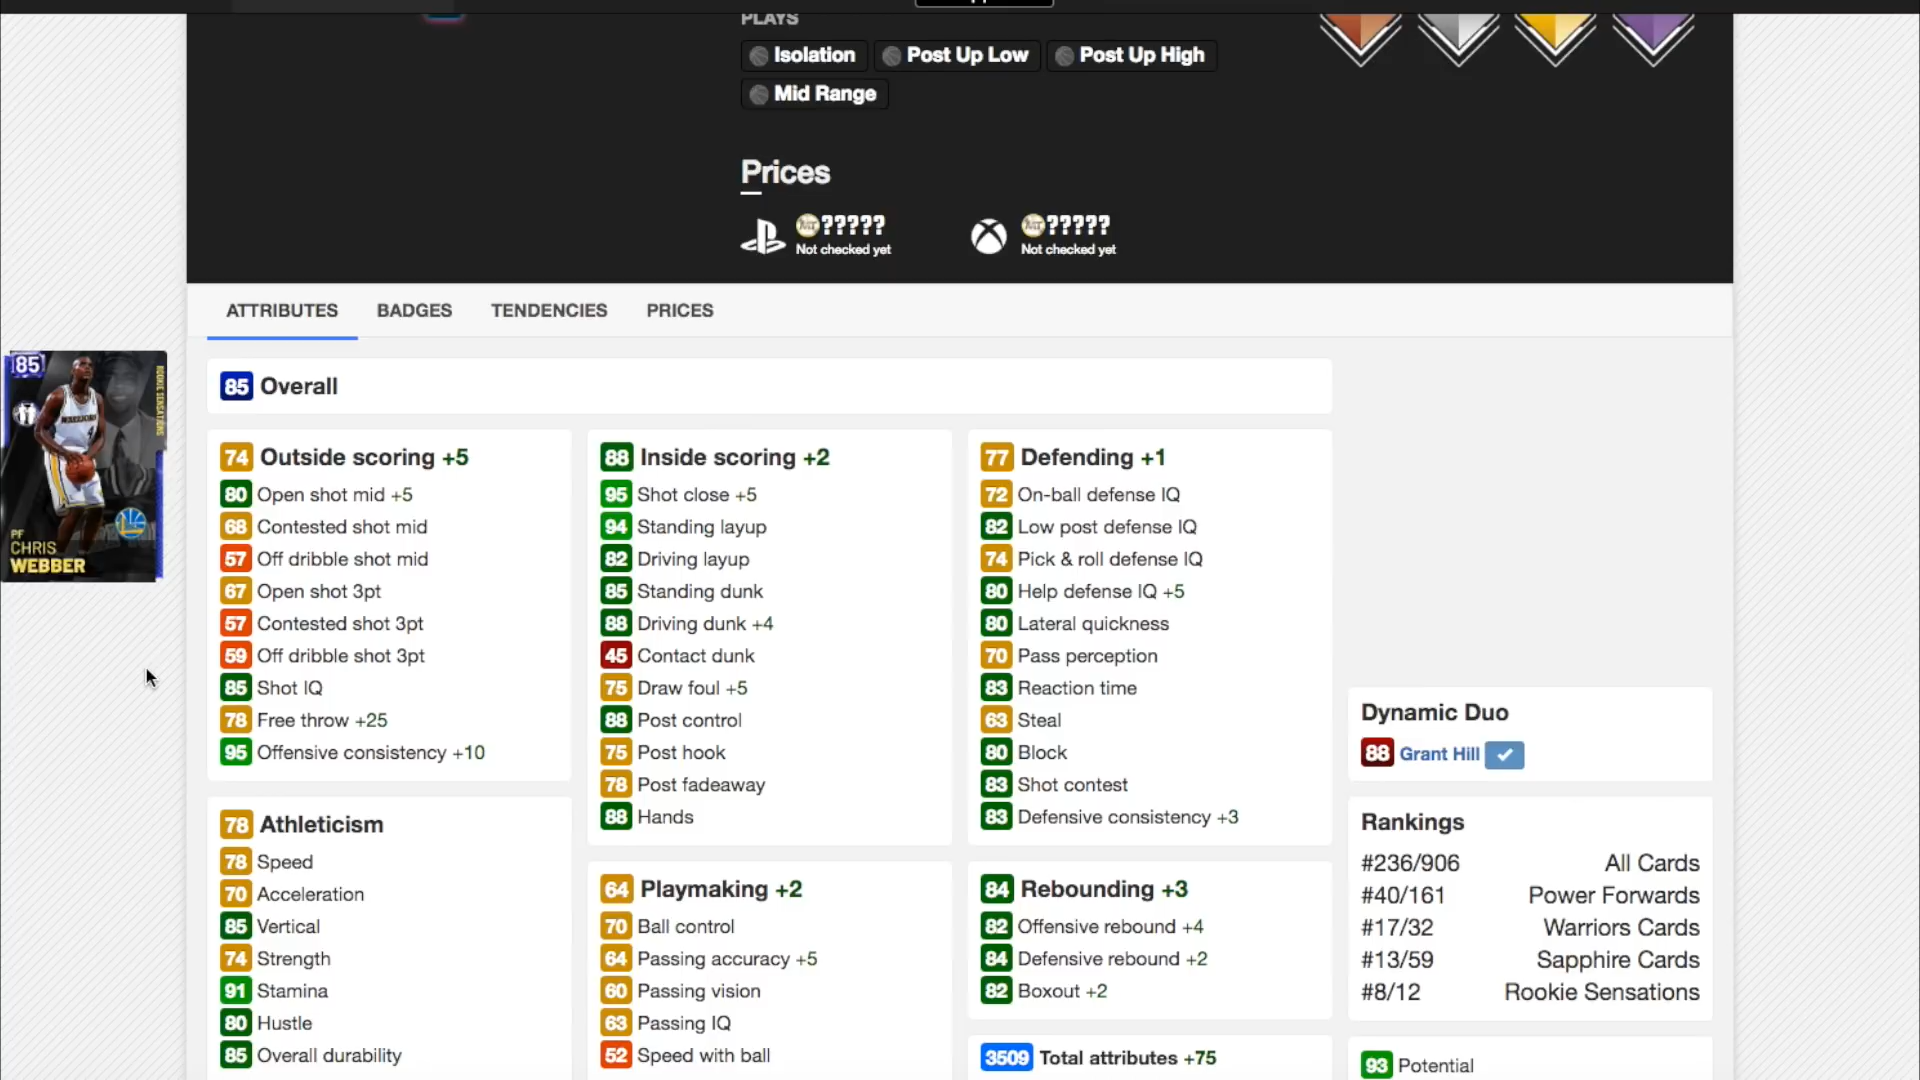 PLAYS
Isolation
Post Up Low
Post Up High
Mid Range
Prices
?????
Not checked yet
?????
Not checked yet
ATTRIBUTES
BADGES
TENDENCIES
PRICES
85
ROOKIE SENSATIONS
WARRIORS
4
PF
CHRIS
WEBBER
85 Overall
74 Outside scoring +5
80 Open shot mid +5
68 Contested shot mid
57 Off dribble shot mid
67 Open shot 3pt
57 Contested shot 3pt
59 Off dribble shot 3pt
85 Shot IQ
78 Free throw +25
95 Offensive consistency +10
78 Athleticism
78 Speed
70 Acceleration
85 Vertical
74 Strength
91 Stamina
80 Hustle
85 Overall durability
88 Inside scoring +2
95 Shot close +5
94 Standing layup
82 Driving layup
85 Standing dunk
88 Driving dunk +4
45 Contact dunk
75 Draw foul +5
88 Post control
75 Post hook
78 Post fadeaway
88 Hands
64 Playmaking +2
70 Ball control
64 Passing accuracy +5
60 Passing vision
63 Passing IQ
52 Speed with ball
77 Defending +1
72 On-ball defense IQ
82 Low post defense IQ
74 Pick & roll defense IQ
80 Help defense IQ +5
80 Lateral quickness
70 Pass perception
83 Reaction time
63 Steal
80 Block
83 Shot contest
83 Defensive consistency +3
84 Rebounding +3
82 Offensive rebound +4
84 Defensive rebound +2
82 Boxout +2
3509 Total attributes +75
Dynamic Duo
88 Grant Hill
Rankings
#236/906 All Cards
#40/161 Power Forwards
#17/32 Warriors Cards
#13/59 Sapphire Cards
#8/12 Rookie Sensations
93 Potential